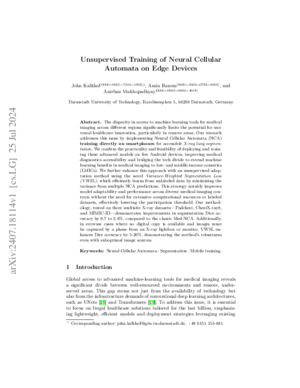 Unsupervised Training of Neural Cellular
Automata on Edge Devices
John Kalkhof, Amin Ranem, and
Anirban Mukhopadhyay
Darmstadt University of Technology, Karolinenplatz 5, 64289 Darmstadt, Germany
Abstract. The disparity in access to machine learning tools for medical
imaging across different regions significantly limits the potential for universal
healthcare innovation, particularly in remote areas. Our research
addresses this issue by implementing Neural Cellular Automata (NCA)
training directly on smartphones for accessible X-ray lung segmentation.
We confirm the practicality and feasibility of deploying and training
these advanced models on five Android devices, improving medical
diagnostics accessibility and bridging the tech divide to extend machine
learning benefits in medical imaging to low- and middle-income countries
(LMICs). We further enhance this approach with an unsupervised adaptation
method using the novel Variance-Weighted Segmentation Loss
(VWSL), which efficiently learns from unlabeled data by minimizing the
variance from multiple NCA predictions. This strategy notably improves
model adaptability and performance across diverse medical imaging contexts
without the need for extensive computational resources or labeled
datasets, effectively lowering the participation threshold. Our methodology,
tested on three multisite X-ray datasets—Padchest, ChestX-ray8,
and MIMIC-III—demonstrates improvements in segmentation Dice accuracy
by 0.7 to 2.8%, compared to the classic Med-NCA. Additionally,
in extreme cases where no digital copy is available and images must
be captured by a phone from an X-ray lightbox or monitor, VWSL enhances
Dice accuracy by 5-20%, demonstrating the method's robustness
even with suboptimal image sources.
Keywords: Neural Cellular Automata · Segmentation · Mobile training.
1 Introduction
Global access to advanced machine-learning tools for medical imaging reveals
a significant divide between well-resourced environments and remote, underserved
areas. This gap stems not just from the availability of technology but
also from the infrastructure demands of conventional deep learning architectures,
such as UNets and Transformers. To address this issue, it is essential
to focus on frugal healthcare solutions tailored for the last billion, emphasizing
lightweight, efficient models and deployment strategies leveraging existing
* Corresponding author
arXiv:2407.18114v1 [cs.LG] 25 Jul 2024